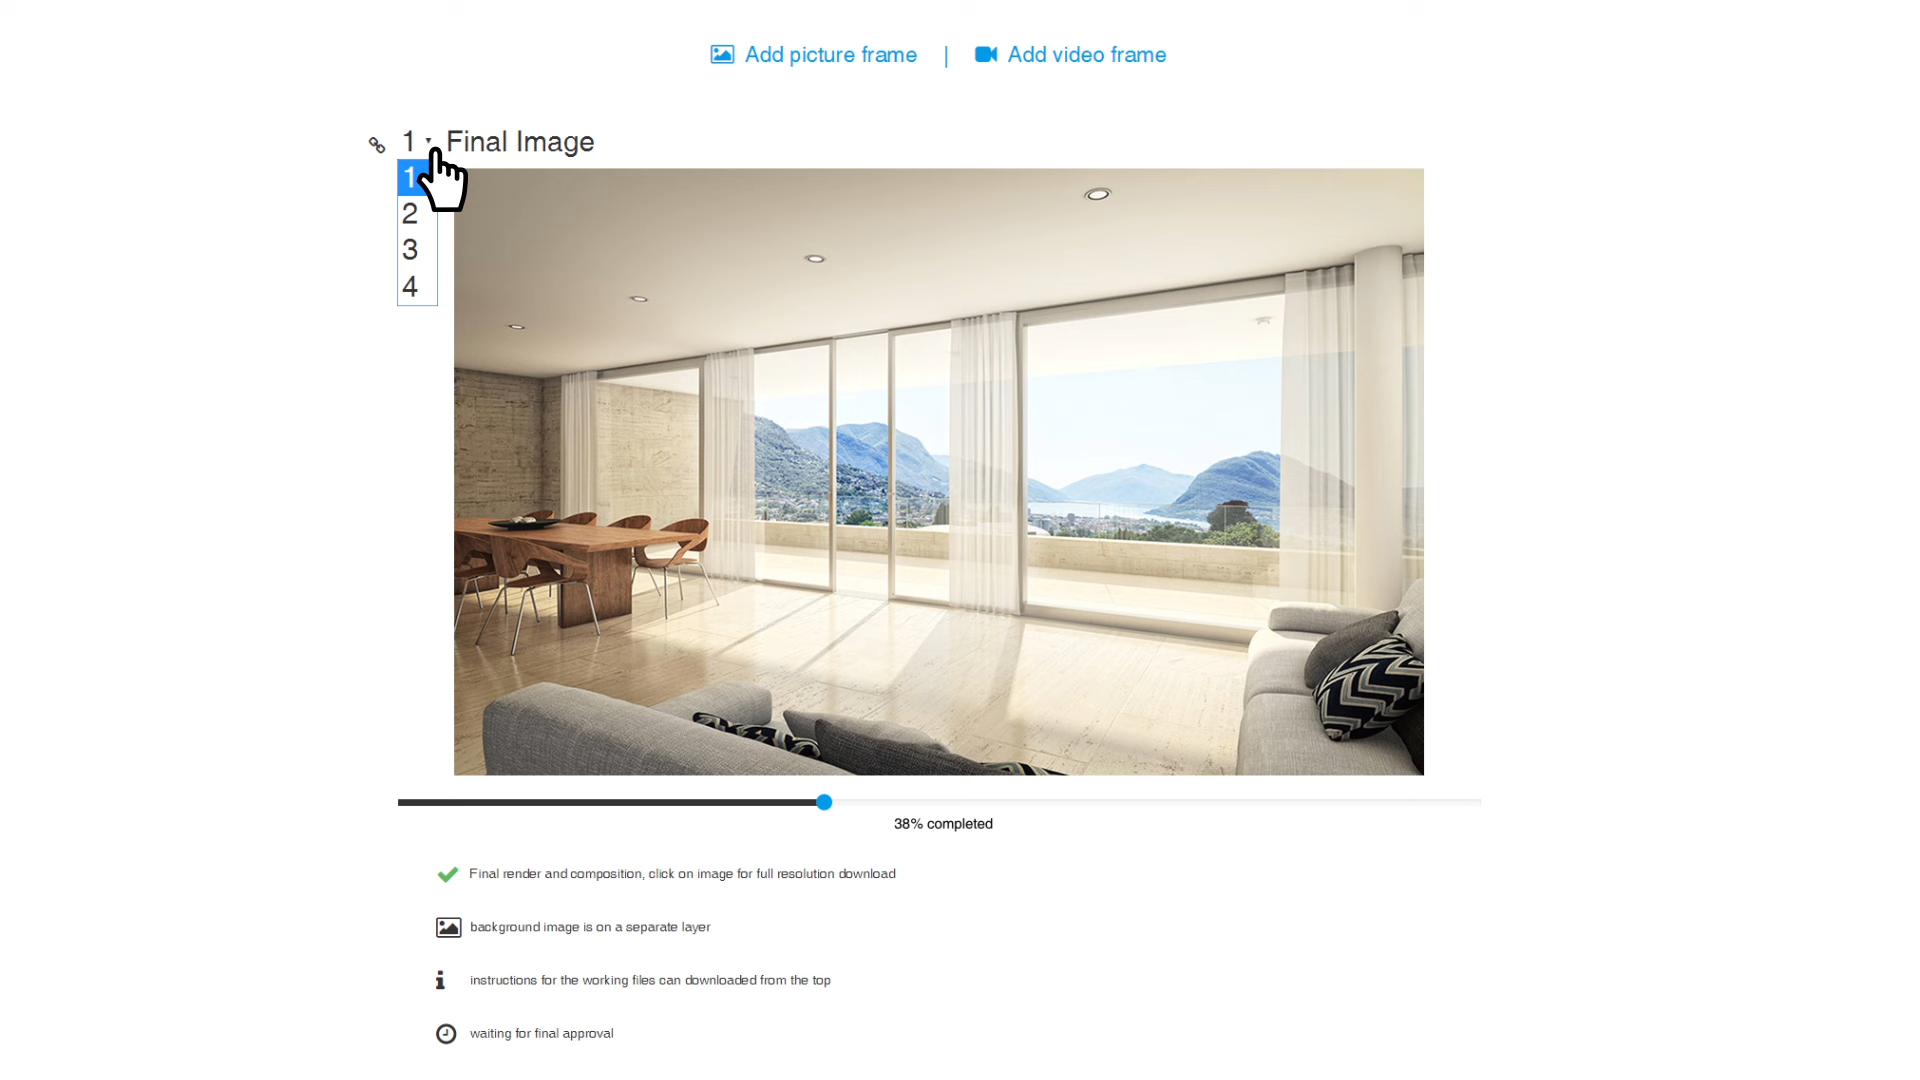 Add picture frame | Add video frame
1 Final Image
1
2
3
4
38% completed
Final render and composition, click on image for full resolution download
background image is on a separate layer
instructions for the working files can downloaded from the top
waiting for final approval